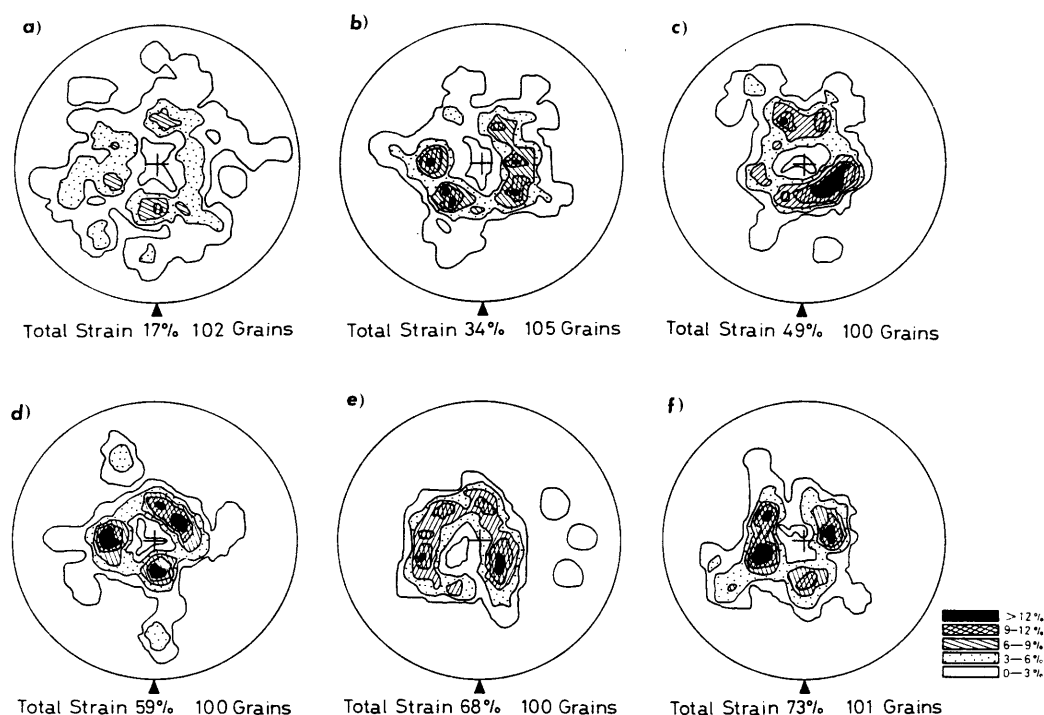 a)
b)
c)
Total Strain 17% 102 Grains
Total Strain 34% 105 Grains
Total Strain 49% 100 Grains
d)
e)
f)
>12%
9-12%
6-9%
3-6%
0-3%
Total Strain 59% 100 Grains
Total Strain 68% 100 Grains
Total Strain 73% 101 Grains